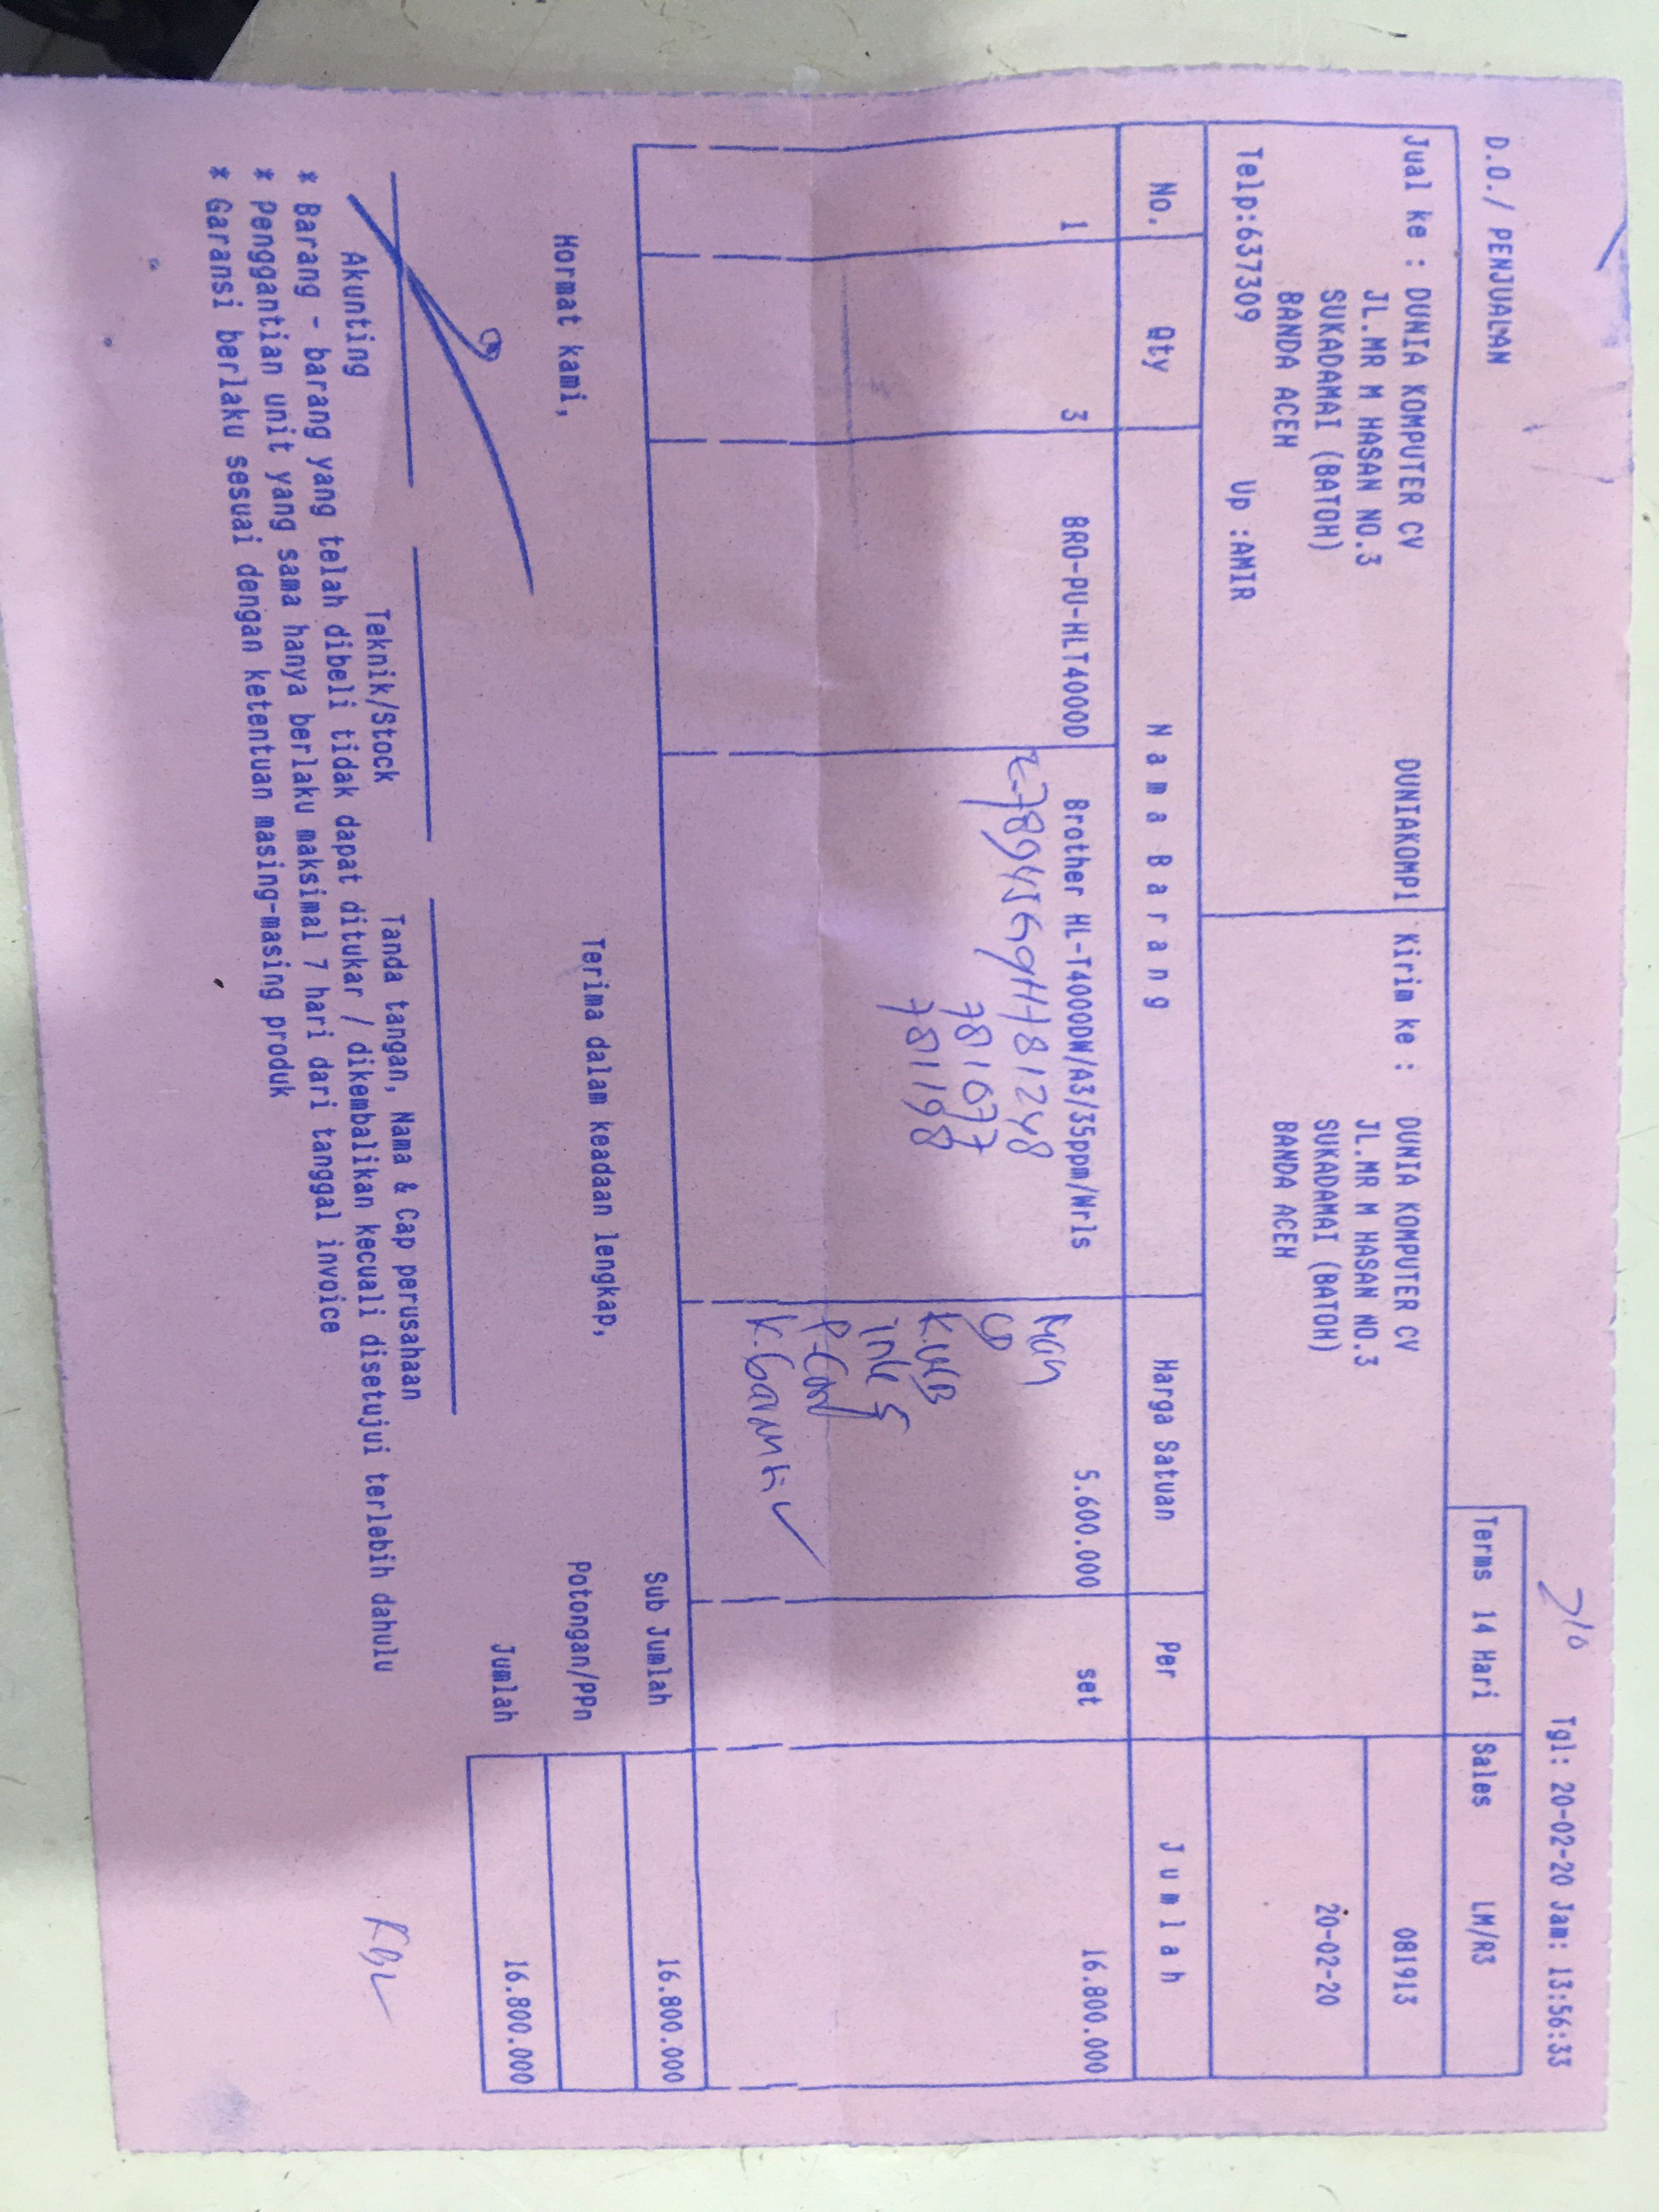 Tgl: 20-02-20 Jam: 13:56:33
D.O./ PENJUALAN
Terms 14 Hari Sales LM/R3
Jual ke : DUNIA KOMPUTER CV DUNIAKOMP1 Kirim ke : DUNIA KOMPUTER CV 081913
JL.MR M HASAN NO.3 JL.MR M HASAN NO.3
SUKADAMAI (BATOH) SUKADAMAI (BATOH) 20-02-20
BANDA ACEH BANDA ACEH
Telp:637309 Up :AMIR
No. Qty Nama Barang Harga Satuan Per Jumlah
1 3 BRO-PU-HLT4000D Brother HL-T4000DW/A3/35ppm/Wrls 5.600.000 set 16.800.000
Man
CD
781077 K.USB
781198
P-Cord
K.Garansi
Sub Jumlah 16.800.000
Hormat kami, Terima dalam keadaan lengkap, Potongan/PPn
Jumlah 16.800.000
Akunting Teknik/Stock Tanda tangan, Nama & Cap perusahaan
* Barang - barang yang telah dibeli tidak dapat ditukar / dikembalikan kecuali disetujui terlebih dahulu
* Penggantian unit yang sama hanya berlaku maksimal 7 hari dari tanggal invoice
* Garansi berlaku sesuai dengan ketentuan masing-masing produk